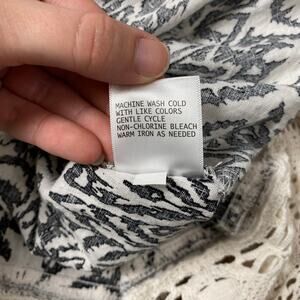 MACHINE WASH COLD
WITH LIKE COLORS
GENTLE CYCLE
NON-CHLORINE BLEACH
WARM IRON AS NEEDED